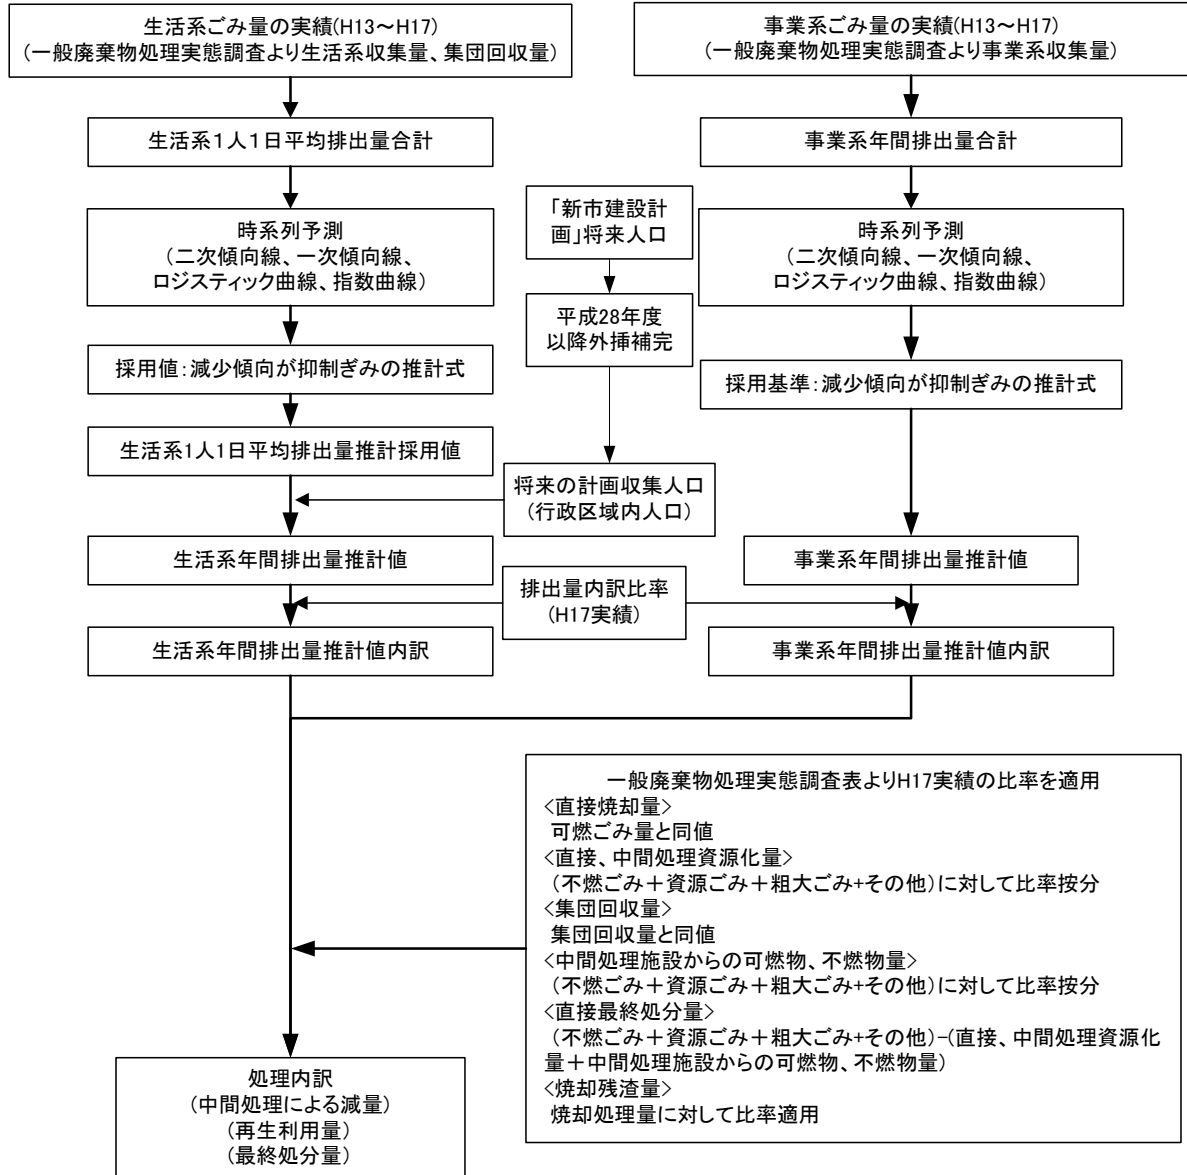 生活系ごみ量の実績(H13～H17)
(一般廃棄物処理実態調査より生活系収集量、集団回収量)
事業系ごみ量の実績(H13～H17)
(一般廃棄物処理実態調査より事業系収集量)
生活系１人１日平均排出量合計
事業系年間排出量合計
時系列予測
(二次傾向線、一次傾向線、
ロジスティック曲線、指数曲線)
「新市建設計
画」将来人口
時系列予測
(二次傾向線、一次傾向線、
ロジスティック曲線、指数曲線)
平成28年度
以降外挿補完
採用値：減少傾向が抑制ぎみの推計式
採用基準：減少傾向が抑制ぎみの推計式
生活系1人1日平均排出量推計採用値
将来の計画収集人口
(行政区域内人口)
生活系年間排出量推計値
事業系年間排出量推計値
排出量内訳比率
(H17実績)
生活系年間排出量推計値内訳
事業系年間排出量推計値内訳
一般廃棄物処理実態調査表よりH17実績の比率を適用
<直接焼却量>
可燃ごみ量と同値
<直接、中間処理資源化量>
(不燃ごみ＋資源ごみ＋粗大ごみ+その他)に対して比率按分
<集団回収量>
集団回収量と同値
<中間処理施設からの可燃物、不燃物量>
(不燃ごみ＋資源ごみ＋粗大ごみ+その他)に対して比率按分
<直接最終処分量>
(不燃ごみ＋資源ごみ＋粗大ごみ+その他)-(直接、中間処理資源化
量＋中間処理施設からの可燃物、不燃物量)
<焼却残渣量>
焼却処理量に対して比率適用
処理内訳
(中間処理による減量)
(再生利用量)
(最終処分量)